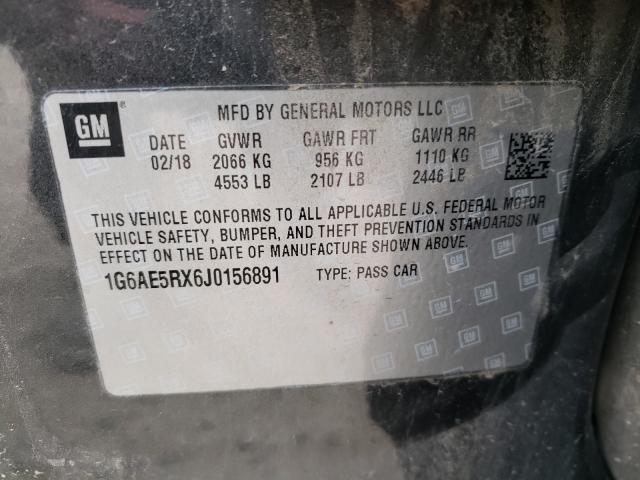 GM
MFD BY GENERAL MOTORS LLC
DATE GVWR GAWR FRT GAWR RR
02/18 2066 KG 956 KG 1110 KG
4553 LB 2107 LB 2446 LB
THIS VEHICLE CONFORMS TO ALL APPLICABLE U.S. FEDERAL MOTOR
VEHICLE SAFETY, BUMPER, AND THEFT PREVENTION STANDARDS IN
EFFECT ON THE DATE OF MANUFACTURE SHOWN ABOVE.
1G6AE5RX6J0156891 TYPE: PASS CAR